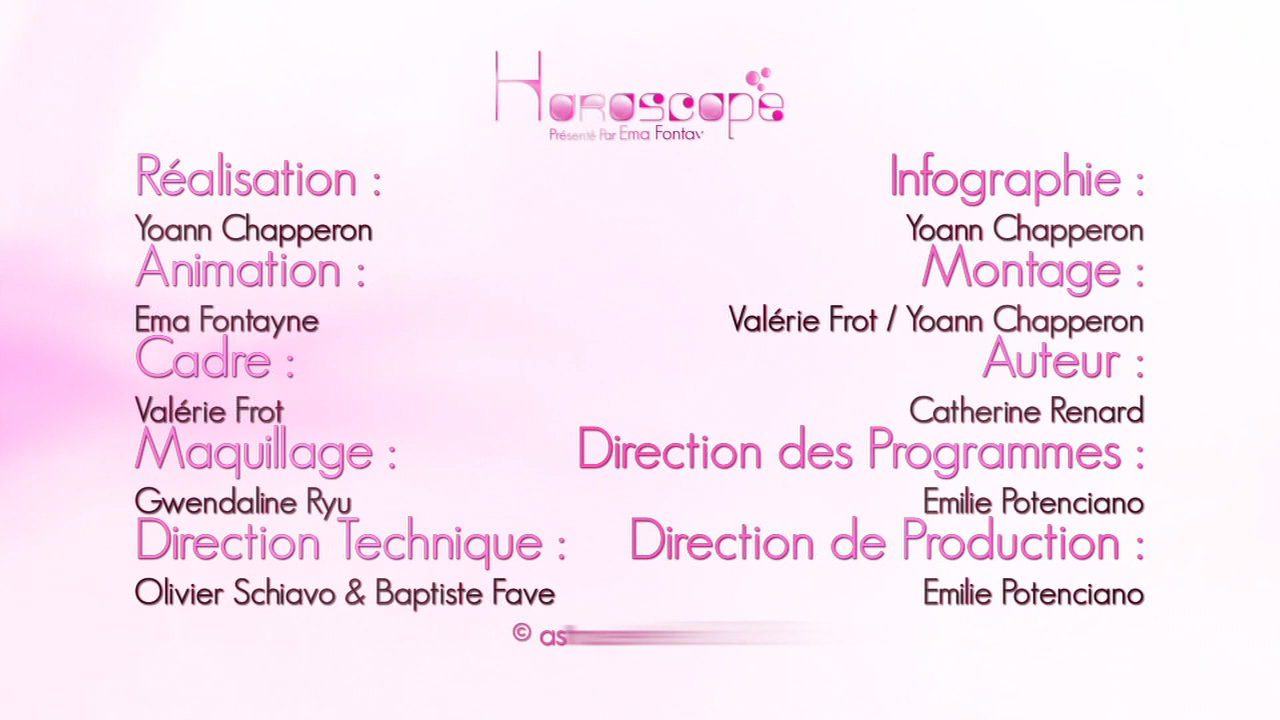 Horoscope
Présenté Par Ema
Réalisation :
Yoann Chapperon
Animation :
Ema Fontayne
Cadre :
Valérie Frot
Maquillage :
Gwendaline Ryu
Direction Technique :
Olivier Schiavo & Baptiste Fave
Infographie :
Yoann Chapperon
Montage :
Valérie Frot / Yoann Chapperon
Auteur :
Catherine Renard
Direction des Programmes :
Emilie Potenciano
Direction de Production :
Emilie Potenciano
©